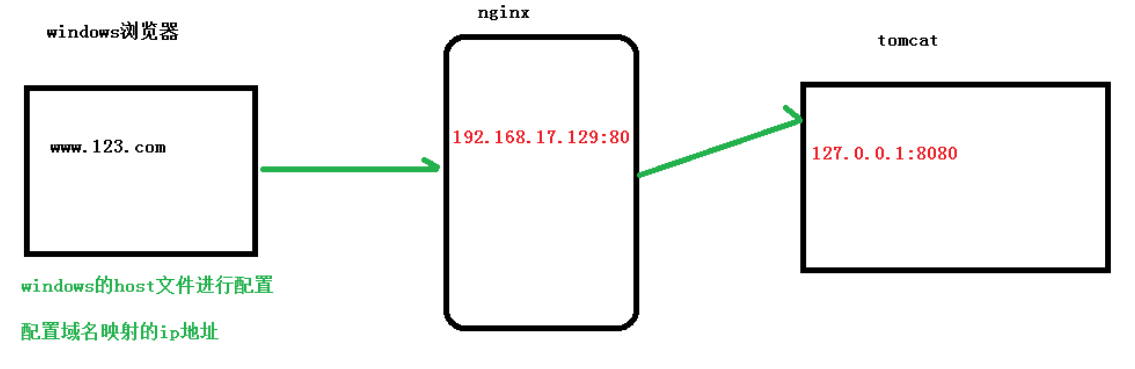 windows浏览器
nginx
tomcat
www.123.com
192.168.17.129:80
127.0.0.1:8080
windows的host文件进行配置
配置域名映射的ip地址